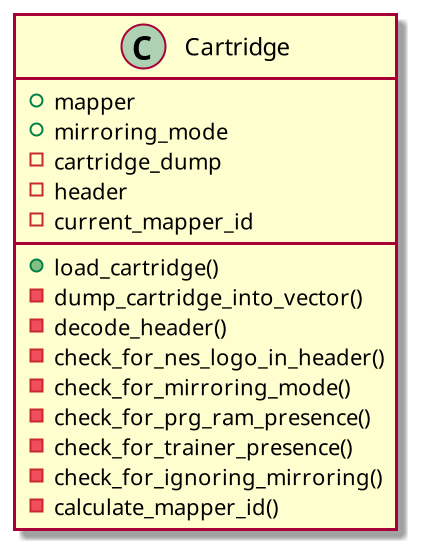 C Cartridge
mapper
mirroring_mode
cartridge_dump
header
current_mapper_id
load_cartridge()
dump_cartridge_into_vector()
decode_header()
check_for_nes_logo_in_header()
check_for_mirroring_mode()
check_for_prg_ram_presence()
check_for_trainer_presence()
check_for_ignoring_mirroring()
calculate_mapper_id()